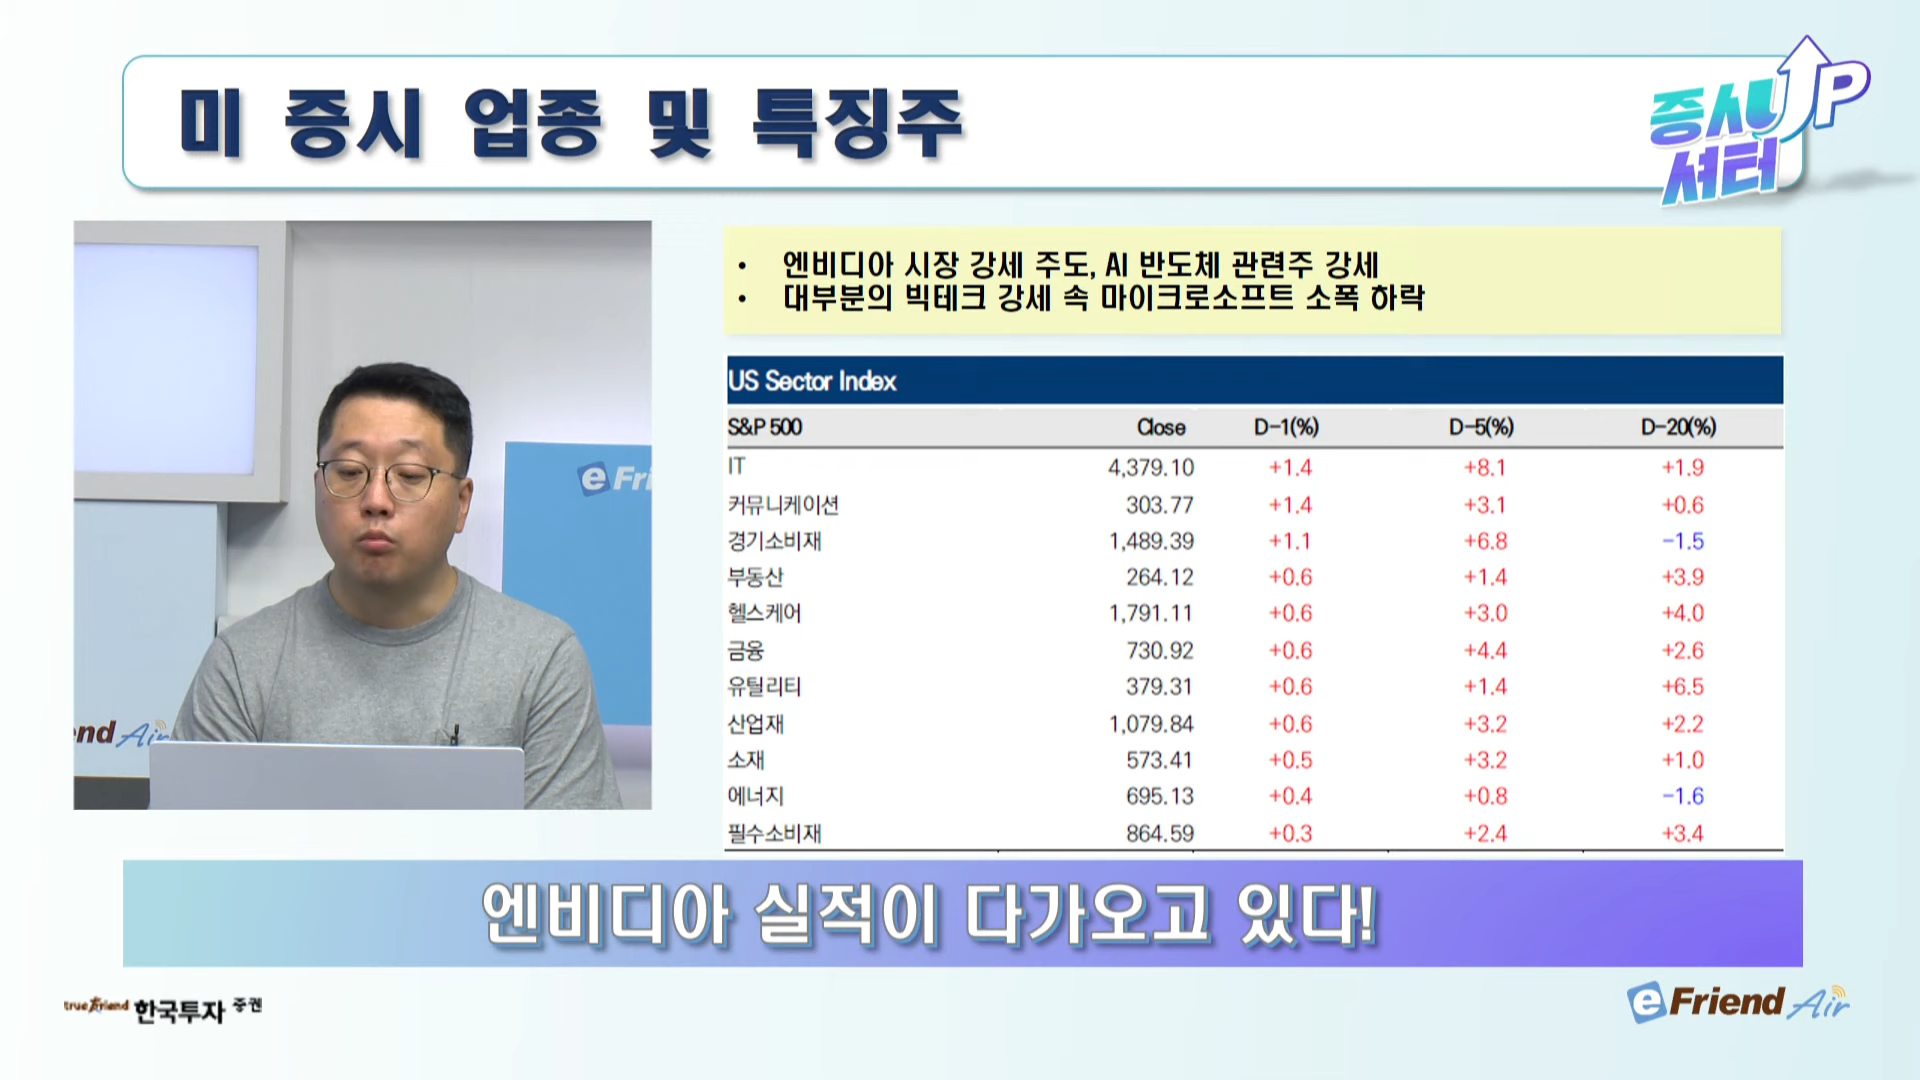 미 증시 업종 및 특징주
증시UP
셔터
• 엔비디아 시장 강세 주도, AI 반도체 관련주 강세
• 대부분의 빅테크 강세 속 마이크로소프트 소폭 하락
US Sector Index
S&P 500 Close D-1(%) D-5(%) D-20(%)
IT 4,379.10 +1.4 +8.1 +1.9
커뮤니케이션 303.77 +1.4 +3.1 +0.6
경기소비재 1,489.39 +1.1 +6.8 -1.5
부동산 264.12 +0.6 +1.4 +3.9
헬스케어 1,791.11 +0.6 +3.0 +4.0
금융 730.92 +0.6 +4.4 +2.6
유틸리티 379.31 +0.6 +1.4 +6.5
산업재 1,079.84 +0.6 +3.2 +2.2
소재 573.41 +0.5 +3.2 +1.0
에너지 695.13 +0.4 +0.8 -1.6
필수소비재 864.59 +0.3 +2.4 +3.4
e Fri
end Air
엔비디아 실적이 다가오고 있다!
true Friend 한국투자 증권
e Friend Air